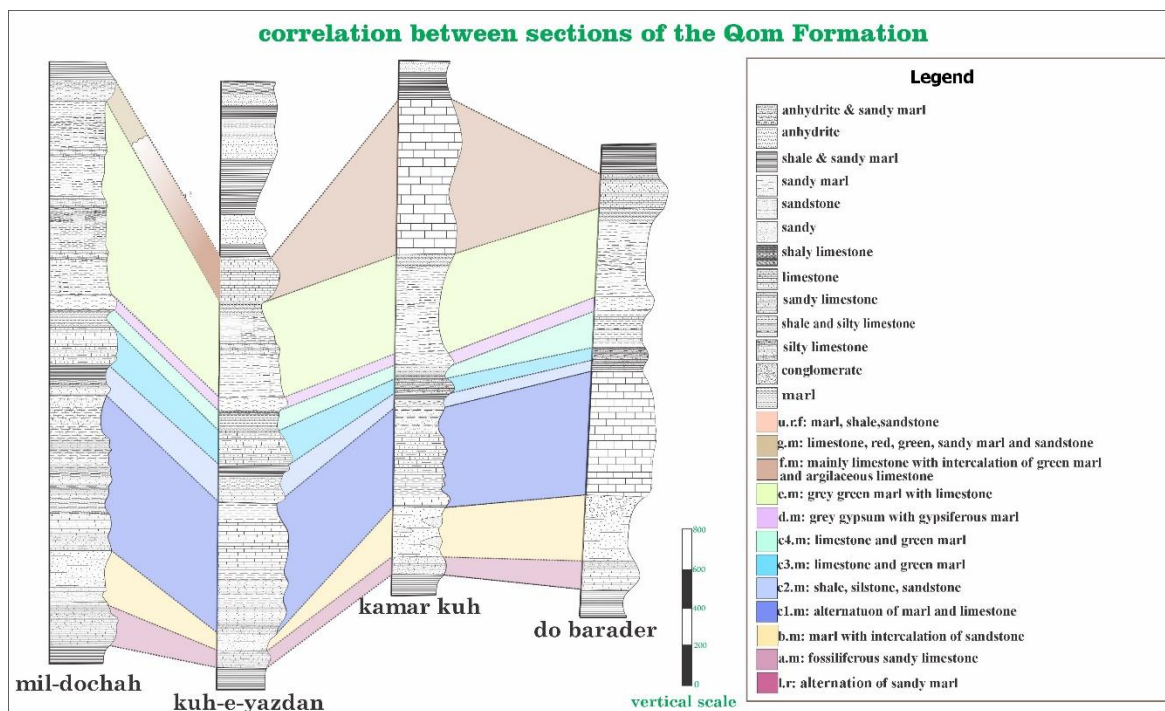 correlation between sections of the Qom Formation
mil-dochah
kuh-e-yazdan
kamar kuh
do barader
800
600
400
200
0
vertical scale
Legend
anhydrite & sandy marl
anhydrite
shale & sandy marl
sandy marl
sandstone
sandy
shaly limestone
limestone
sandy limestone
shale and silty limestone
silty limestone
conglomerate
marl
u.r.f: marl, shale,sandstone
g.m: limestone, red, green, sandy marl and sandstone
f.m: mainly limestone with intercalation of green marl
and argilaceous limestone
e.m: grey green marl with limestone
d.m: grey gypsum with gypsiferous marl
c4.m: limestone and green marl
c3.m: limestone and green marl
c2.m: shale, silstone, sandstone
c1.m: alternatuon of marl and limestone
b.m: marl with intercalation of sandstone
a.m: fossiliferous sandy limestone
l.r: alternation of sandy marl